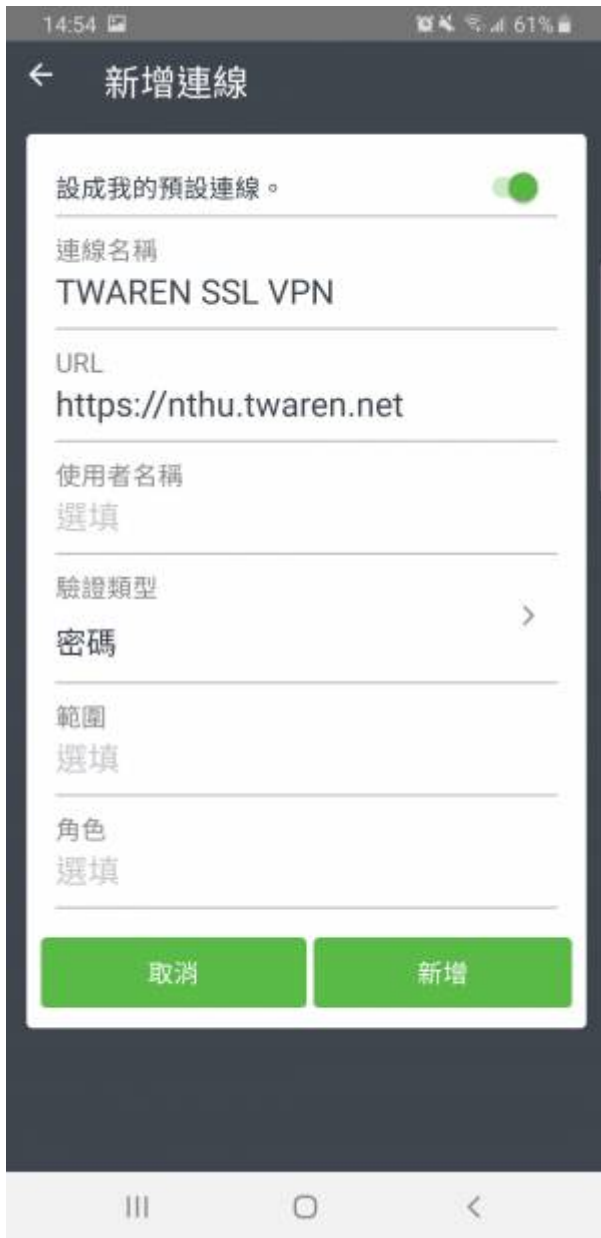 14:54 61%
新增連線
設成我的預設連線。
連線名稱
TWAREN SSL VPN
URL
https://nthu.twaren.net
使用者名稱
選填
驗證類型
密碼
範圍
選填
角色
選填
取消 新增